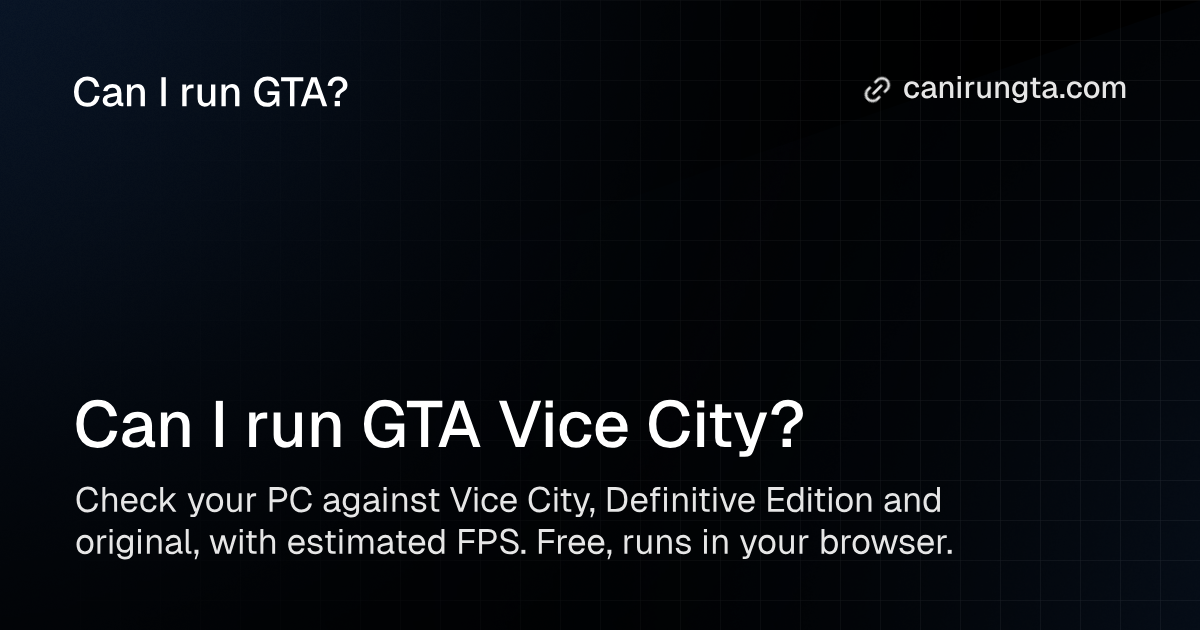 Can I run GTA?
canirungta.com
Can I run GTA Vice City?
Check your PC against Vice City, Definitive Edition and
original, with estimated FPS. Free, runs in your browser.